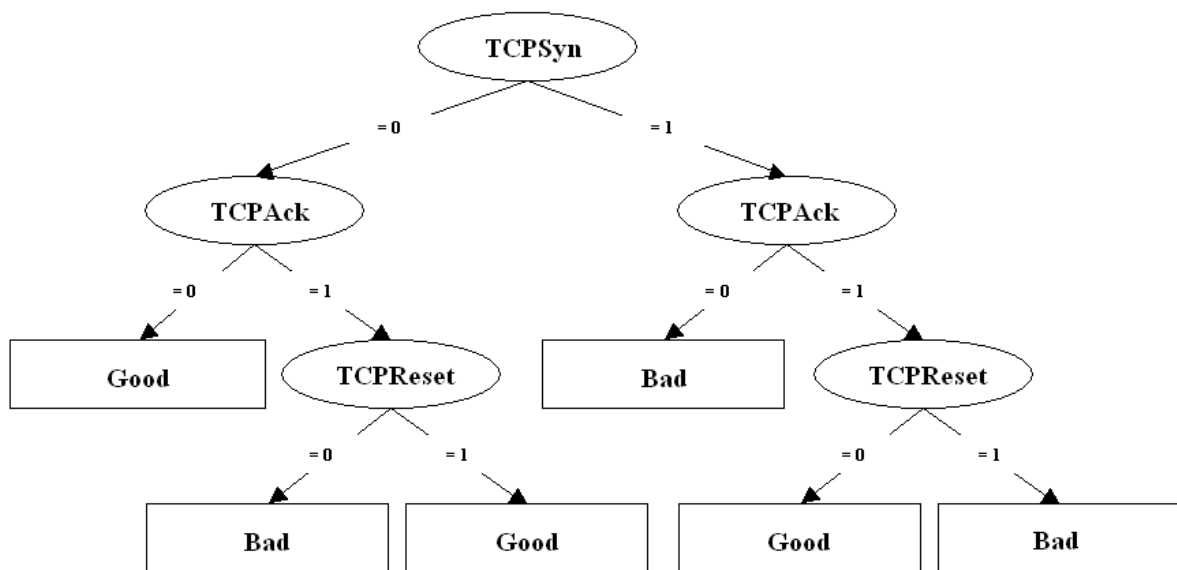 TCPSyn
= 0
= 1
TCPAck
TCPAck
= 0
= 1
= 0
= 1
Good
TCPReset
Bad
TCPReset
= 0
= 1
= 0
= 1
Bad
Good
Good
Bad